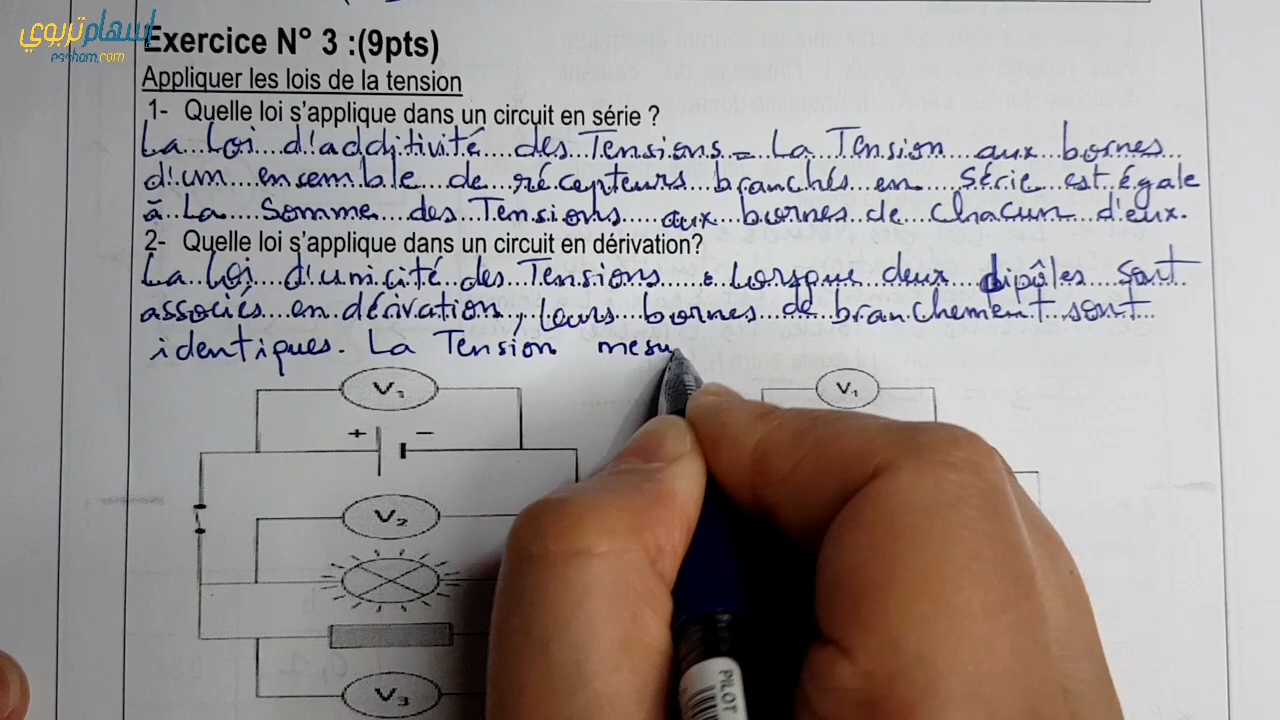 إسهام تربوي
esaham.com
Exercice N° 3 :(9pts)
Appliquer les lois de la tension
1- Quelle loi s'applique dans un circuit en série ?
La Loi d'additivité des Tensions = La Tension aux bornes
d'un ensemble de récepteurs branchés en série est égale
à La Somme des Tensions aux bornes de chacun d'eux.
2- Quelle loi s'applique dans un circuit en dérivation?
La Loi d'unicité des Tensions : Lorsque deux dipôles sont
associés en dérivation, leurs bornes de branchement sont
identiques. La Tension mesu
V₁
+ −
V₂
V₃